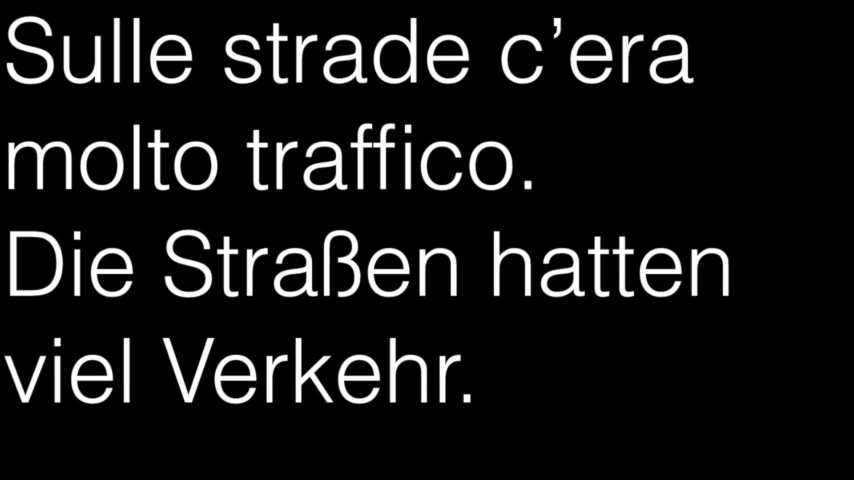 Sulle strade c’era
molto traffico.
Die Straßen hatten
viel Verkehr.